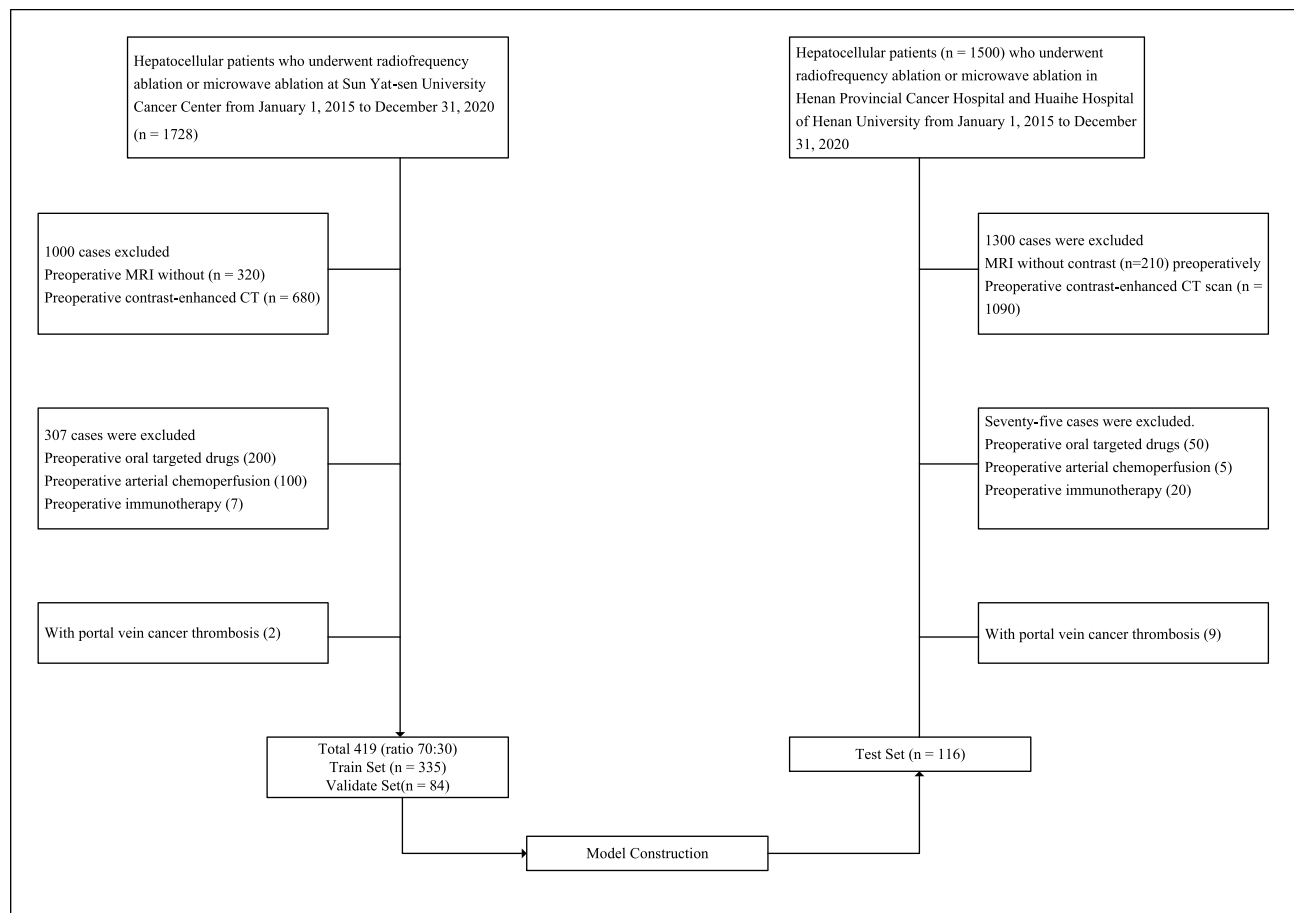 Hepatocellular patients who underwent radiofrequency
ablation or microwave ablation at Sun Yat-sen University
Cancer Center from January 1, 2015 to December 31, 2020
(n = 1728)
Hepatocellular patients (n = 1500) who underwent
radiofrequency ablation or microwave ablation in
Henan Provincial Cancer Hospital and Huaihe Hospital
of Henan University from January 1, 2015 to December
31, 2020
1000 cases excluded
Preoperative MRI without (n = 320)
Preoperative contrast-enhanced CT (n = 680)
1300 cases were excluded
MRI without contrast (n=210) preoperatively
Preoperative contrast-enhanced CT scan (n =
1090)
307 cases were excluded
Preoperative oral targeted drugs (200)
Preoperative arterial chemoperfusion (100)
Preoperative immunotherapy (7)
Seventy-five cases were excluded.
Preoperative oral targeted drugs (50)
Preoperative arterial chemoperfusion (5)
Preoperative immunotherapy (20)
With portal vein cancer thrombosis (2)
With portal vein cancer thrombosis (9)
Total 419 (ratio 70:30)
Train Set (n = 335)
Validate Set(n = 84)
Test Set (n = 116)
Model Construction